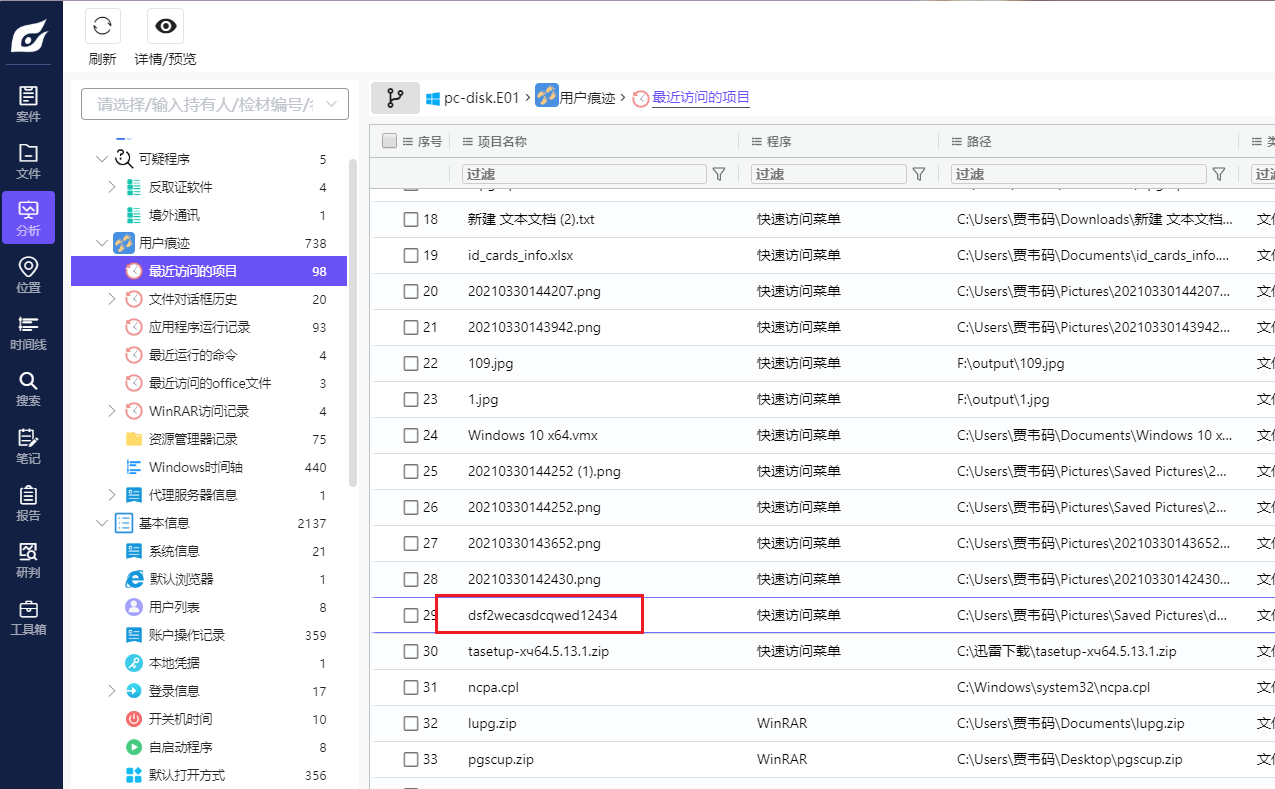 刷新 详情/预览
案件
文件
分析
位置
时间线
搜索
笔记
报告
研判
工具箱
请选择/输入持有人/检材编号/
可疑程序 5
反取证软件 4
境外通讯 1
用户痕迹 738
最近访问的项目 98
文件对话框历史 20
应用程序运行记录 93
最近运行的命令 4
最近访问的office文件 3
WinRAR访问记录 4
资源管理器记录 75
Windows时间轴 440
代理服务器信息 1
基本信息 2137
系统信息 21
默认浏览器 1
用户列表 8
账户操作记录 359
本地凭据 1
登录信息 17
开关机时间 10
自启动程序 8
默认打开方式 356
pc-disk.E01 > 用户痕迹 > 最近访问的项目
序号 项目名称 程序 路径
过滤 过滤 过滤
18 新建 文本文档 (2).txt 快速访问菜单 C:\Users\贾韦码\Downloads\新建 文本文档... 文
19 id_cards_info.xlsx 快速访问菜单 C:\Users\贾韦码\Documents\id_cards_info.... 文
20 20210330144207.png 快速访问菜单 C:\Users\贾韦码\Pictures\20210330144207... 文
21 20210330143942.png 快速访问菜单 C:\Users\贾韦码\Pictures\20210330143942... 文
22 109.jpg 快速访问菜单 F:\output\109.jpg 文
23 1.jpg 快速访问菜单 F:\output\1.jpg 文
24 Windows 10 x64.vmx 快速访问菜单 C:\Users\贾韦码\Documents\Windows 10 x... 文
25 20210330144252 (1).png 快速访问菜单 C:\Users\贾韦码\Pictures\Saved Pictures\2... 文
26 20210330144252.png 快速访问菜单 C:\Users\贾韦码\Pictures\Saved Pictures\2... 文
27 20210330143652.png 快速访问菜单 C:\Users\贾韦码\Pictures\20210330143652... 文
28 20210330142430.png 快速访问菜单 C:\Users\贾韦码\Pictures\20210330142430... 文
29 dsf2wecasdcqwed12434 快速访问菜单 C:\Users\贾韦码\Pictures\Saved Pictures\d... 文
30 tasetup-xч64.5.13.1.zip 快速访问菜单 C:\迅雷下载\tasetup-xч64.5.13.1.zip 文
31 ncpa.cpl C:\Windows\system32\ncpa.cpl 文
32 lupg.zip WinRAR C:\Users\贾韦码\Documents\lupg.zip 文
33 pgscup.zip WinRAR C:\Users\贾韦码\Desktop\pgscup.zip 文